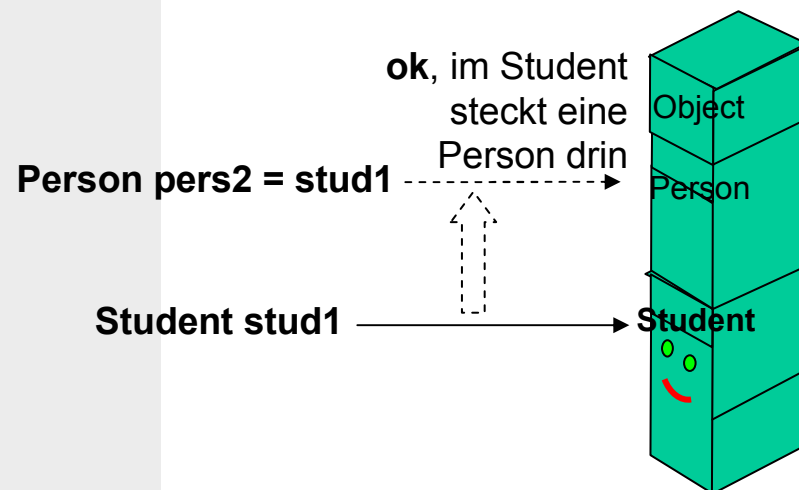 ok, im Student
steckt eine
Person drin
Object
Person pers2 = stud1
Person
Student stud1
Student